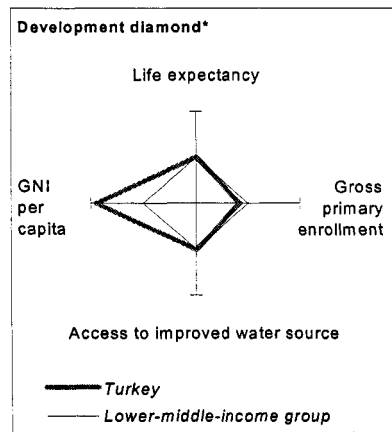 Development diamond*
Life expectancy
GNI
per
capita
Gross
primary
enrollment
Access to improved water source
Turkey
Lower-middle-income group